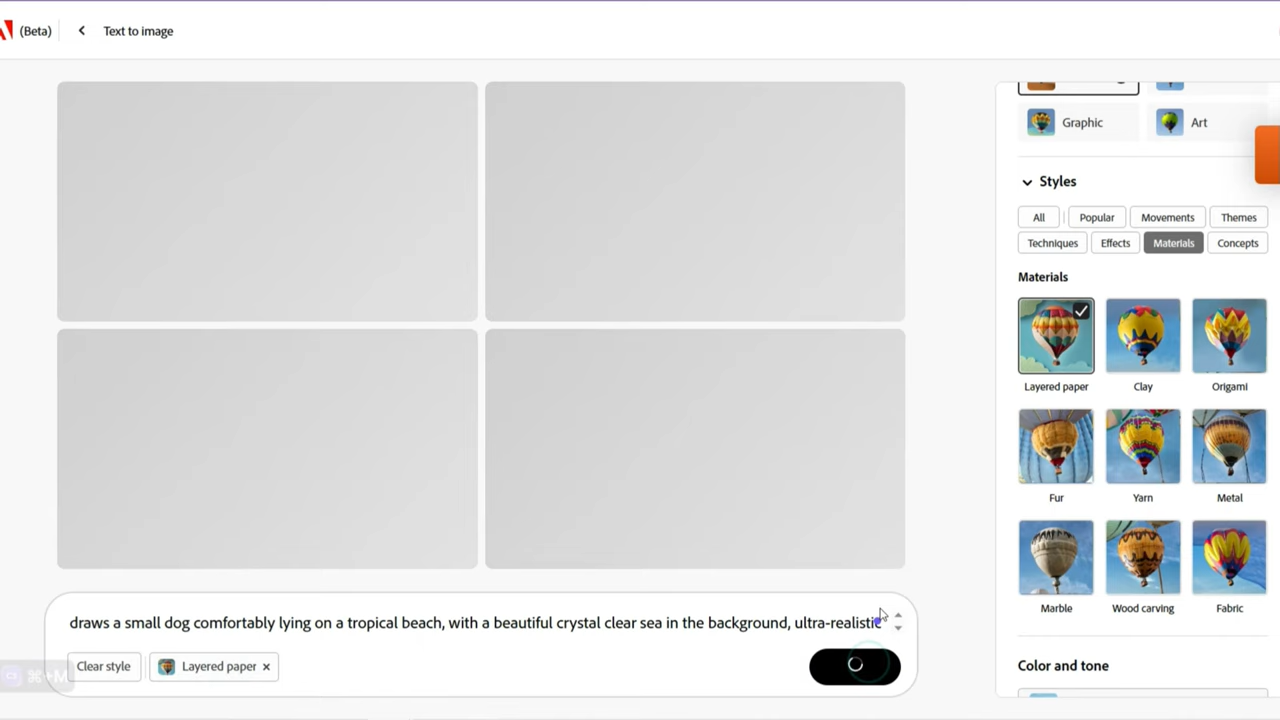 (Beta)
Text to image
Graphic
Art
Styles
All
Popular
Movements
Themes
Techniques
Effects
Materials
Concepts
Materials
Layered paper
Clay
Origami
Fur
Yarn
Metal
Marble
Wood carving
Fabric
Color and tone
draws a small dog comfortably lying on a tropical beach, with a beautiful crystal clear sea in the background, ultra-realistic
Clear style
Layered paper
⌘+M